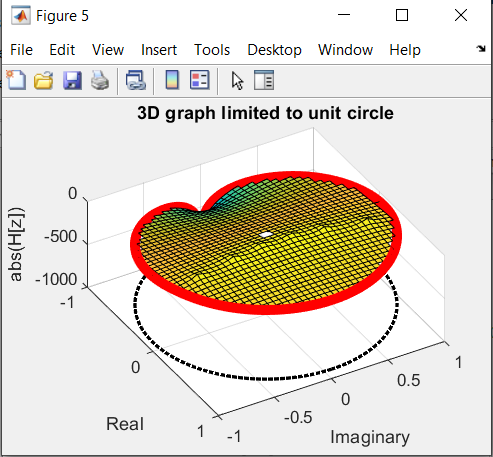 Figure 5
File Edit View Insert Tools Desktop Window Help
3D graph limited to unit circle
abs(H[z])
0
-500
-1000
-1
0
1
Real
-1
-0.5
0
0.5
1
Imaginary